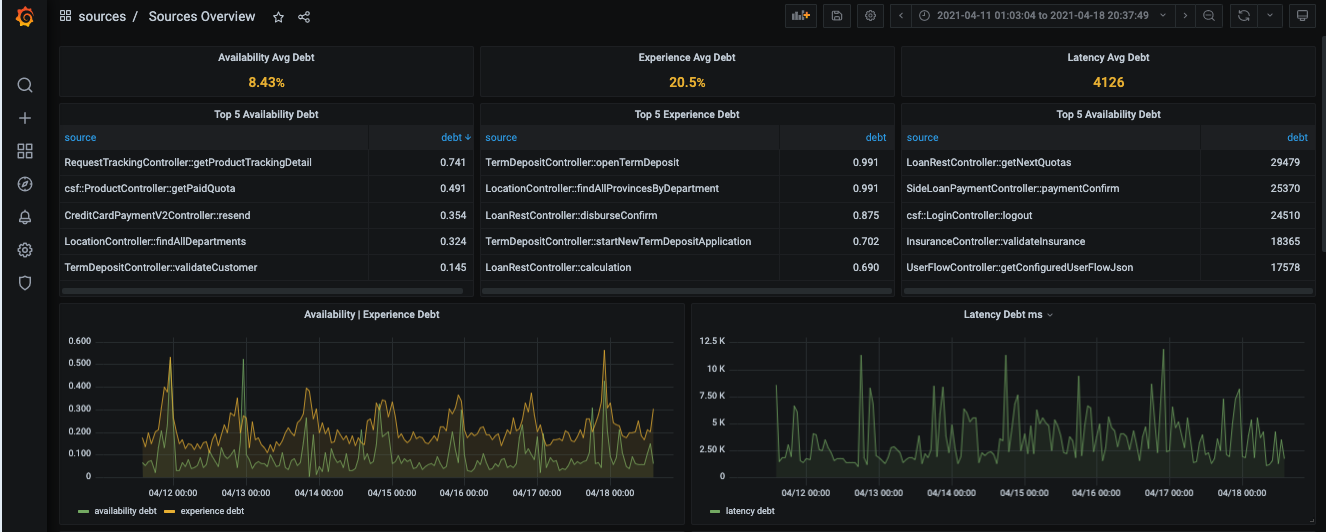 sources / Sources Overview
2021-04-11 01:03:04 to 2021-04-18 20:37:49
Availability Avg Debt
8.43%
Experience Avg Debt
20.5%
Latency Avg Debt
4126
Top 5 Availability Debt
source debt
RequestTrackingController::getProductTrackingDetail 0.741
csf::ProductController::getPaidQuota 0.491
CreditCardPaymentV2Controller::resend 0.354
LocationController::findAllDepartments 0.324
TermDepositController::validateCustomer 0.145
Top 5 Experience Debt
source debt
TermDepositController::openTermDeposit 0.991
LocationController::findAllProvincesByDepartment 0.991
LoanRestController::disburseConfirm 0.875
TermDepositController::startNewTermDepositApplication 0.702
LoanRestController::calculation 0.690
Top 5 Availability Debt
source debt
LoanRestController::getNextQuotas 29479
SideLoanPaymentController::paymentConfirm 25370
csf::LoginController::logout 24510
InsuranceController::validateInsurance 18365
UserFlowController::getConfiguredUserFlowJson 17578
Availability | Experience Debt
0.600
0.500
0.400
0.300
0.200
0.100
0
04/12 00:00 04/13 00:00 04/14 00:00 04/15 00:00 04/16 00:00 04/17 00:00 04/18 00:00
availability debt experience debt
Latency Debt ms
12.5 K
10 K
7.50 K
5 K
2.50 K
0
04/12 00:00 04/13 00:00 04/14 00:00 04/15 00:00 04/16 00:00 04/17 00:00 04/18 00:00
latency debt